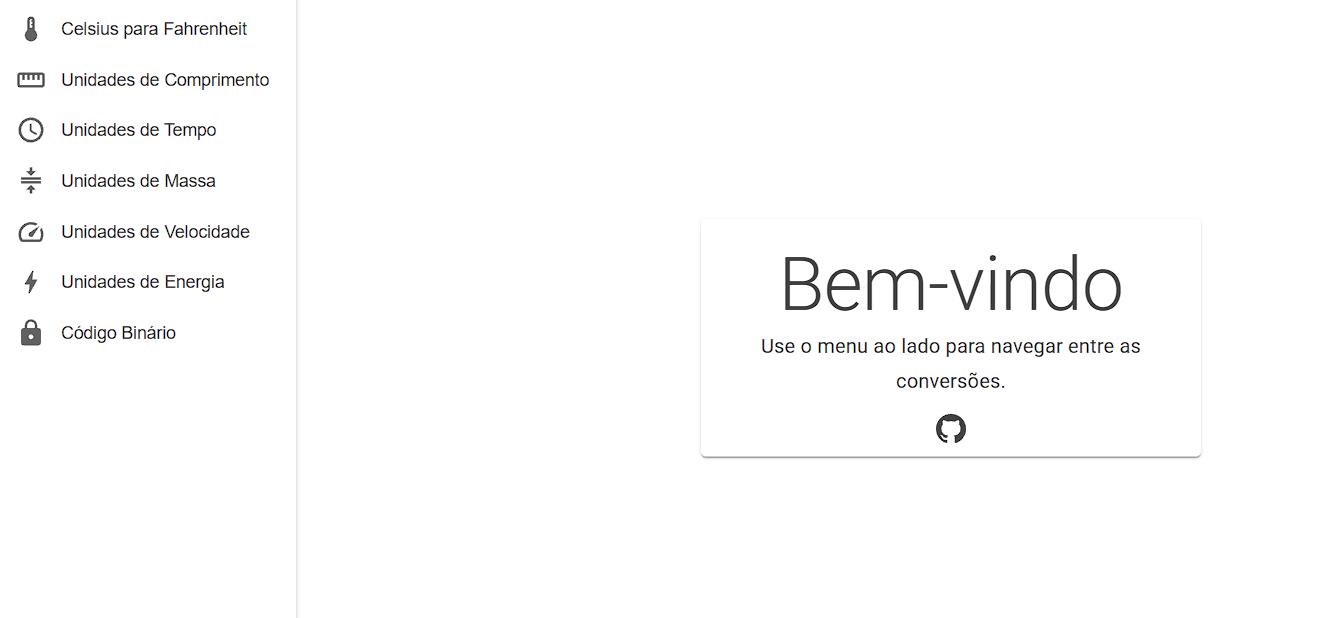 Celsius para Fahrenheit
Unidades de Comprimento
Unidades de Tempo
Unidades de Massa
Unidades de Velocidade
Unidades de Energia
Código Binário
Bem-vindo
Use o menu ao lado para navegar entre as
conversões.